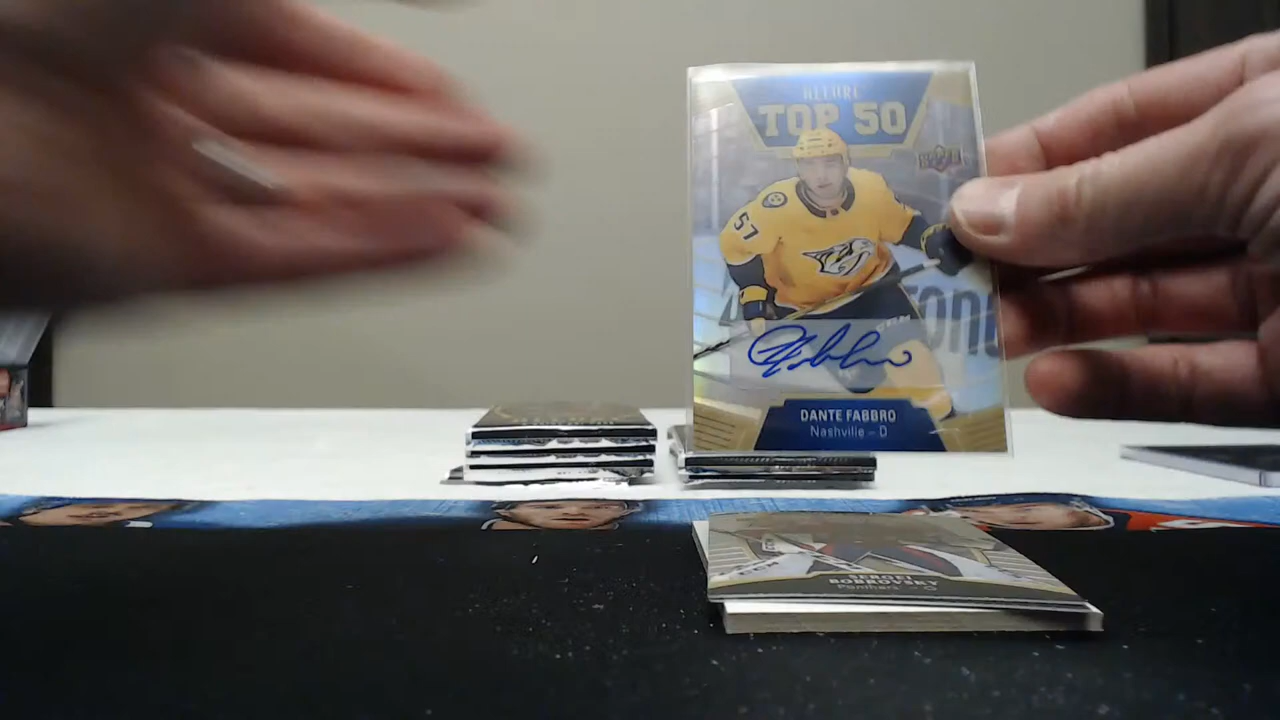 ALLURE
TOP 50
57
DANTE FABBRO
Nashville – D
SERGEI
BOBROVSKY
Panthers – G